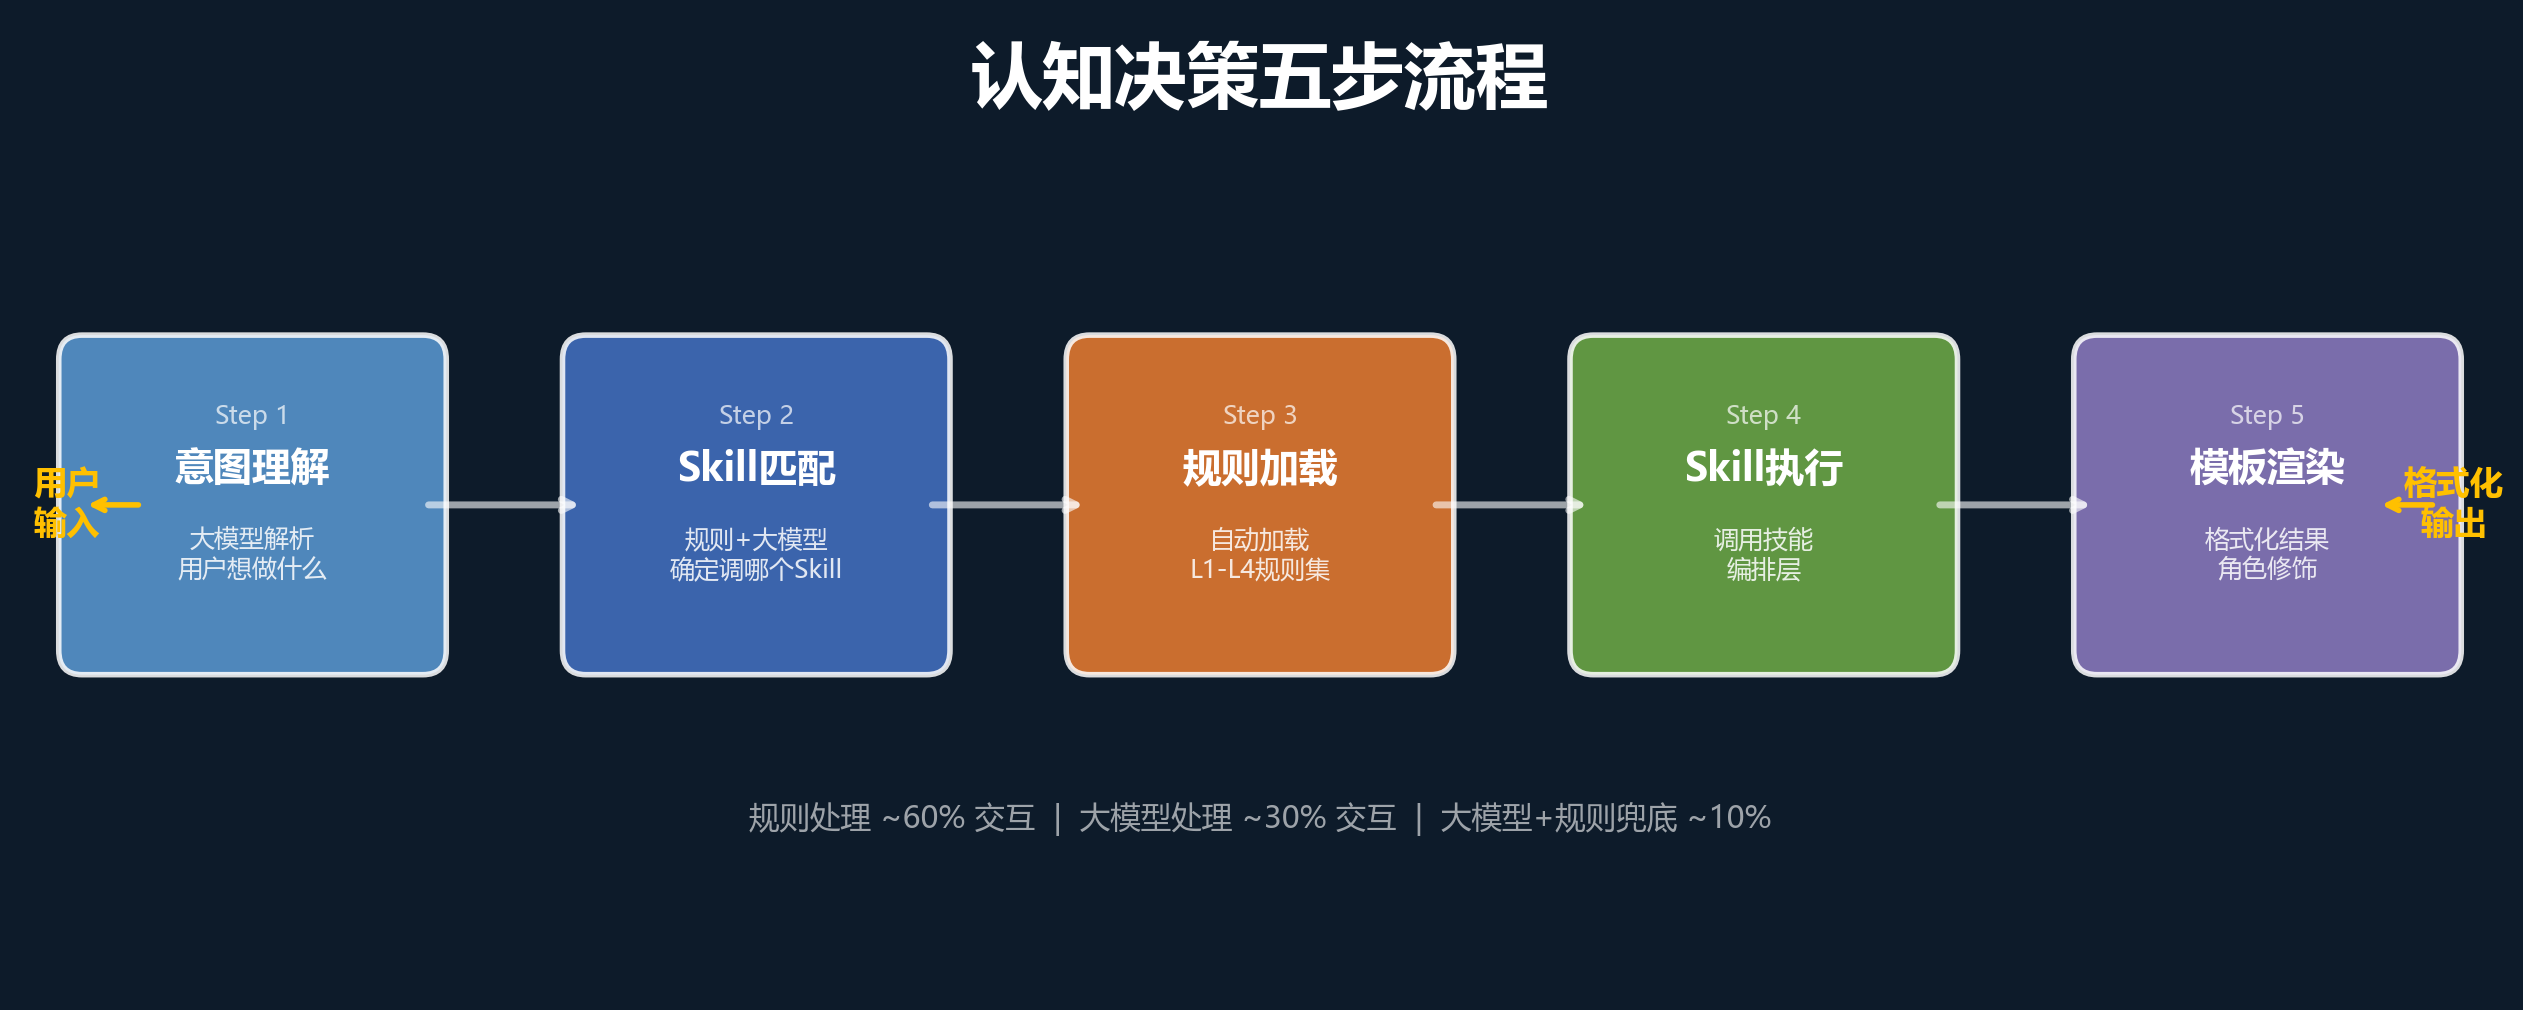 认知决策五步流程
用户
输入
Step 1
意图理解
大模型解析
用户想做什么
Step 2
Skill匹配
规则+大模型
确定调哪个Skill
Step 3
规则加载
自动加载
L1-L4规则集
Step 4
Skill执行
调用技能
编排层
Step 5
模板渲染
格式化结果
角色修饰
格式化
输出
规则处理 ~60% 交互 | 大模型处理 ~30% 交互 | 大模型+规则兜底 ~10%